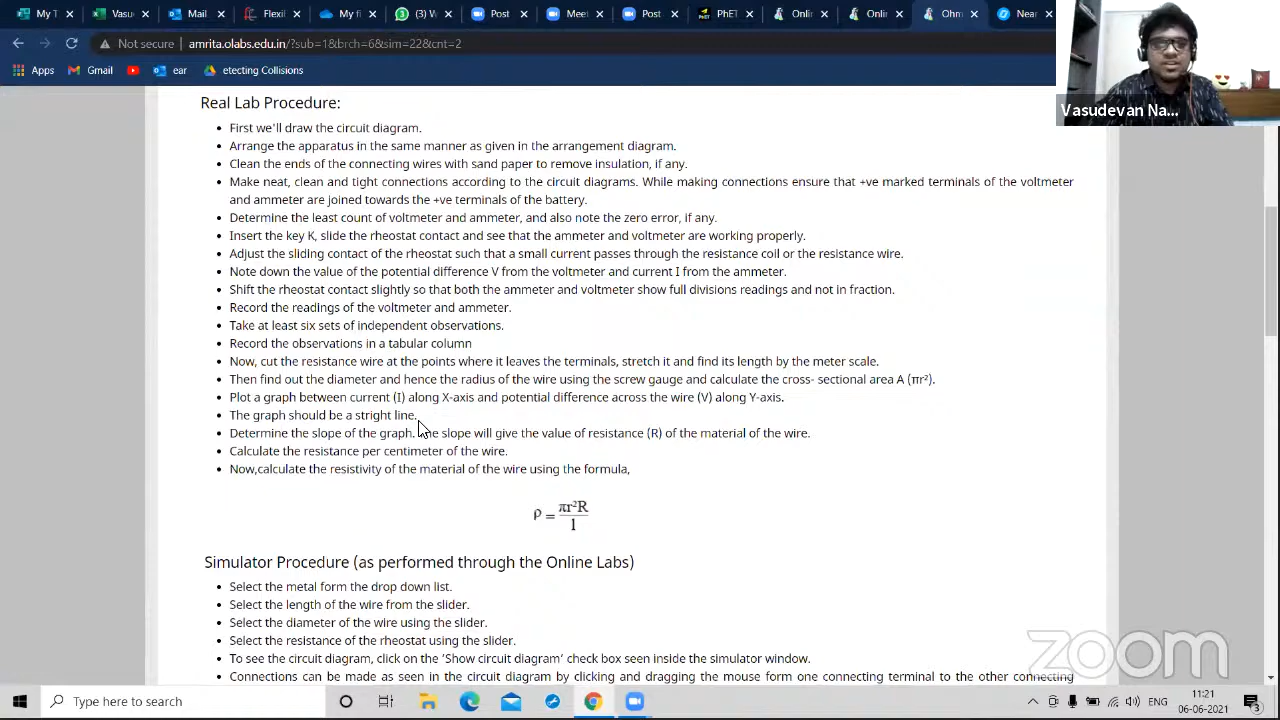 My T
Vasud
Flexil
My fi
(3) V
Post
Meet
Post
PhET
Onlin
Onlin
Ohm
Near
Not secure
amrita.olabs.edu.in/?sub=1&brch=6&sim=22&cnt=2
Apps
Gmail
ear
etecting Collisions
Vasudevan Na...
Real Lab Procedure:
• First we'll draw the circuit diagram.
• Arrange the apparatus in the same manner as given in the arrangement diagram.
• Clean the ends of the connecting wires with sand paper to remove insulation, if any.
• Make neat, clean and tight connections according to the circuit diagrams. While making connections ensure that +ve marked terminals of the voltmeter
and ammeter are joined towards the +ve terminals of the battery.
• Determine the least count of voltmeter and ammeter, and also note the zero error, if any.
• Insert the key K, slide the rheostat contact and see that the ammeter and voltmeter are working properly.
• Adjust the sliding contact of the rheostat such that a small current passes through the resistance coil or the resistance wire.
• Note down the value of the potential difference V from the voltmeter and current I from the ammeter.
• Shift the rheostat contact slightly so that both the ammeter and voltmeter show full divisions readings and not in fraction.
• Record the readings of the voltmeter and ammeter.
• Take at least six sets of independent observations.
• Record the observations in a tabular column
• Now, cut the resistance wire at the points where it leaves the terminals, stretch it and find its length by the meter scale.
• Then find out the diameter and hence the radius of the wire using the screw gauge and calculate the cross- sectional area A (πr²).
• Plot a graph between current (I) along X-axis and potential difference across the wire (V) along Y-axis.
• The graph should be a stright line.
• Determine the slope of the graph. he slope will give the value of resistance (R) of the material of the wire.
• Calculate the resistance per centimeter of the wire.
• Now,calculate the resistivity of the material of the wire using the formula,
ρ = πr²R / l
Simulator Procedure (as performed through the Online Labs)
• Select the metal form the drop down list.
• Select the length of the wire from the slider.
• Select the diameter of the wire using the slider.
• Select the resistance of the rheostat using the slider.
• To see the circuit diagram, click on the 'Show circuit diagram' check box seen inside the simulator window.
• Connections can be made as seen in the circuit diagram by clicking and dragging the mouse form one connecting terminal to the other connecting
zoom
Type here to search
ENG
11:21
06-06-2021
3